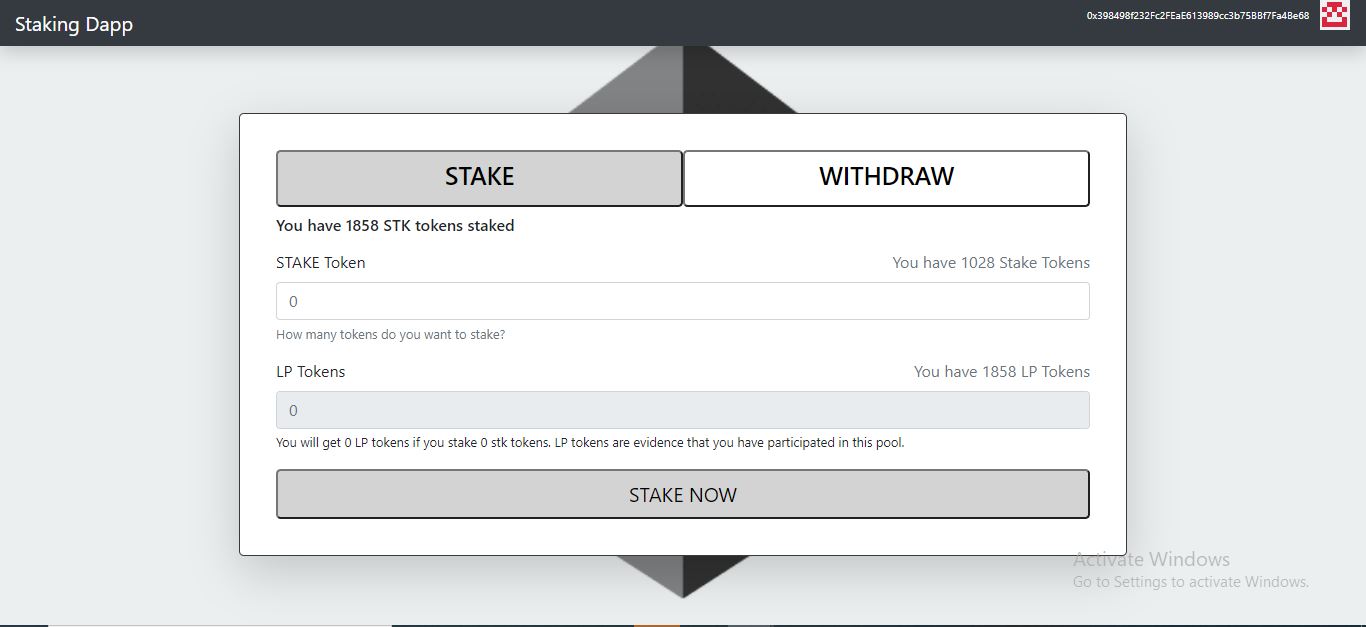 Staking Dapp
0x398498f232Fc2FEaE613989cc3b75BBf7Fa4Be68
STAKE
WITHDRAW
You have 1858 STK tokens staked
STAKE Token
You have 1028 Stake Tokens
0
How many tokens do you want to stake?
LP Tokens
You have 1858 LP Tokens
0
You will get 0 LP tokens if you stake 0 stk tokens. LP tokens are evidence that you have participated in this pool.
STAKE NOW
Activate Windows
Go to Settings to activate Windows.